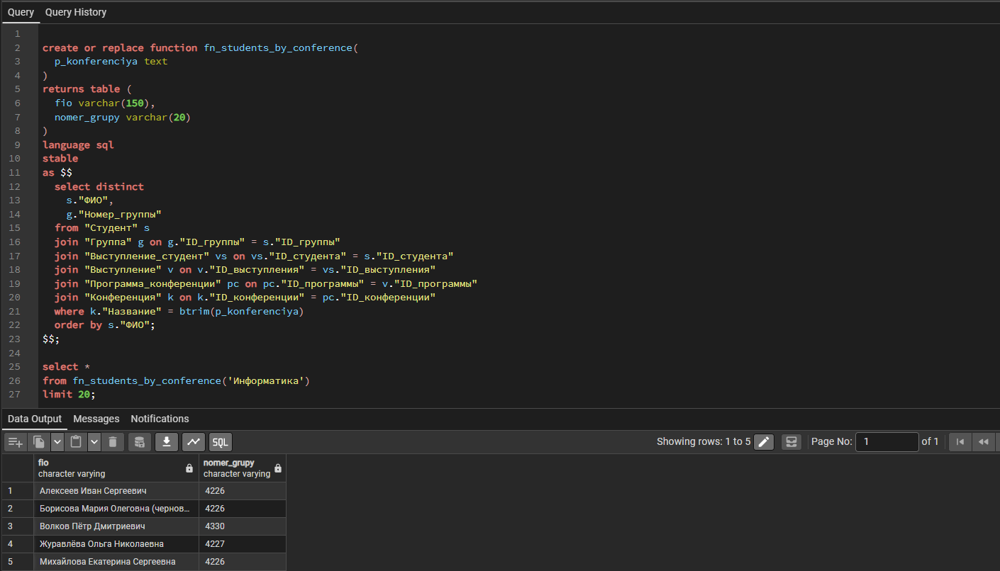 Query Query History
1
2 create or replace function fn_students_by_conference(
3 p_konferenciya text
4 )
5 returns table (
6 fio varchar(150),
7 nomer_grupy varchar(20)
8 )
9 language sql
10 stable
11 as $$
12 select distinct
13 s."ФИО",
14 g."Номер_группы"
15 from "Студент" s
16 join "Группа" g on g."ID_группы" = s."ID_группы"
17 join "Выступление_студент" vs on vs."ID_студента" = s."ID_студента"
18 join "Выступление" v on v."ID_выступления" = vs."ID_выступления"
19 join "Программа_конференции" pc on pc."ID_программы" = v."ID_программы"
20 join "Конференция" k on k."ID_конференции" = pc."ID_конференции"
21 where k."Название" = btrim(p_konferenciya)
22 order by s."ФИО";
23 $$;
24
25 select *
26 from fn_students_by_conference('Информатика')
27 limit 20;
Data Output Messages Notifications
SQL Showing rows: 1 to 5 Page No: 1 of 1
fio nomer_grupy
character varying character varying
1 Алексеев Иван Сергеевич 4226
2 Борисова Мария Олеговна (чернов... 4226
3 Волков Пётр Дмитриевич 4330
4 Журавлёва Ольга Николаевна 4227
5 Михайлова Екатерина Сергеевна 4226